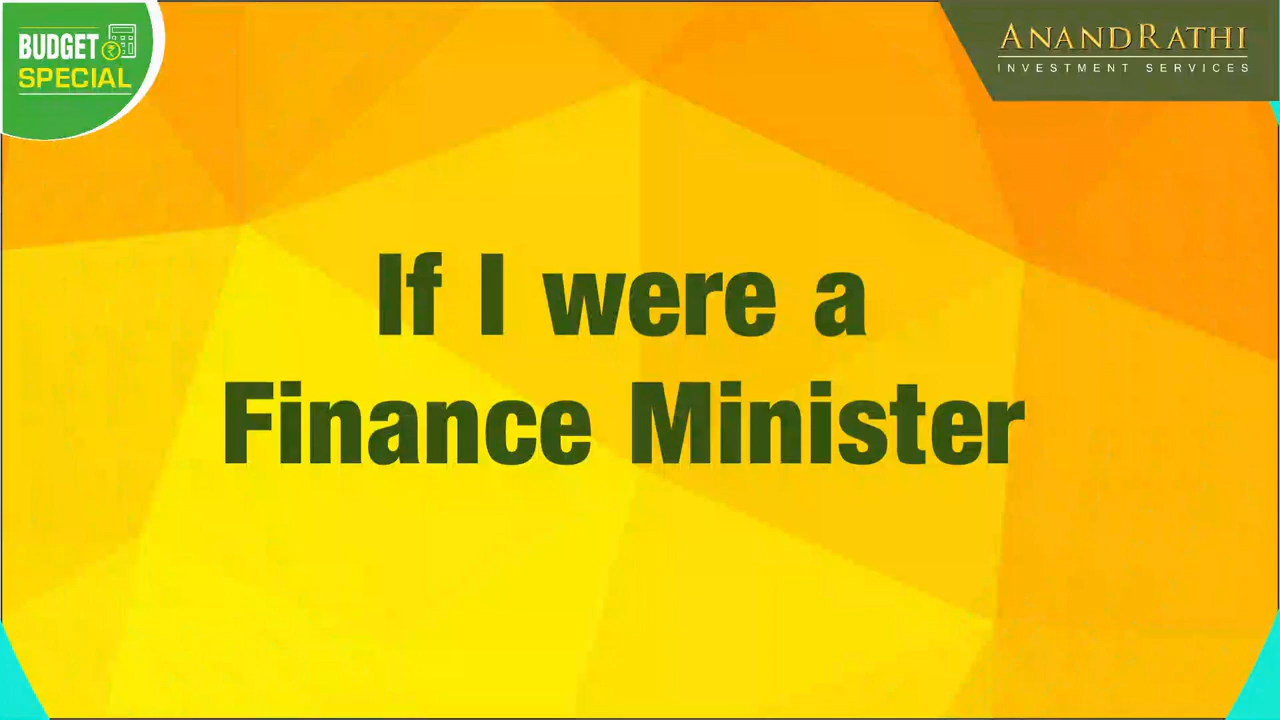 BUDGET
SPECIAL
ANANDRATHI
INVESTMENT SERVICES
If I were a
Finance Minister